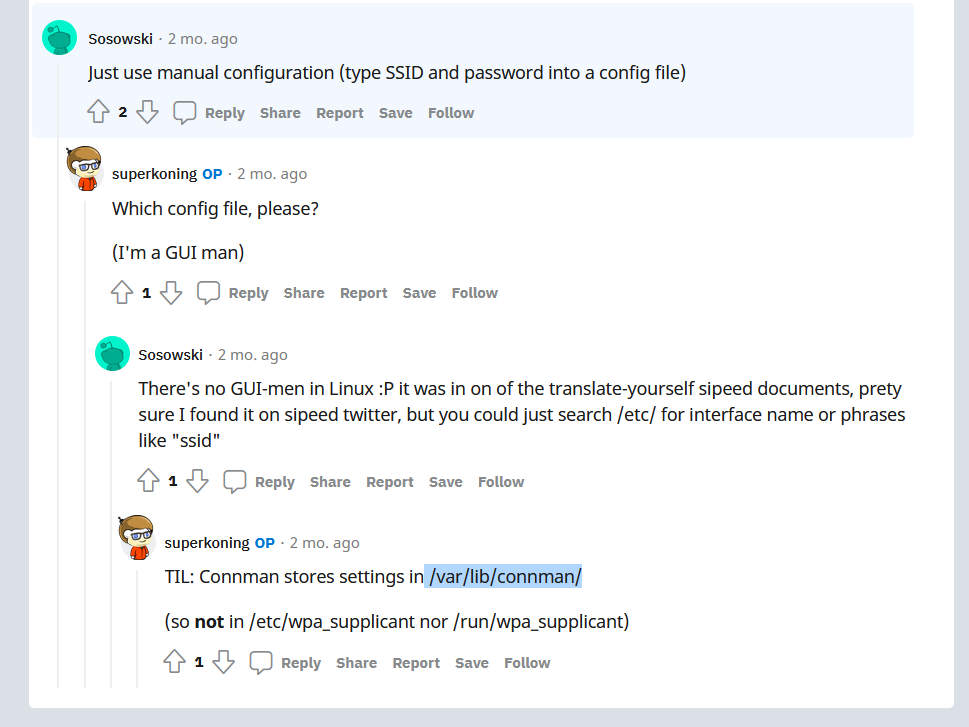 Sosowski · 2 mo. ago
Just use manual configuration (type SSID and password into a config file)
2 Reply Share Report Save Follow
superkoning OP · 2 mo. ago
Which config file, please?
(I'm a GUI man)
1 Reply Share Report Save Follow
Sosowski · 2 mo. ago
There's no GUI-men in Linux :P it was in on of the translate-yourself sipeed documents, prety
sure I found it on sipeed twitter, but you could just search /etc/ for interface name or phrases
like "ssid"
1 Reply Share Report Save Follow
superkoning OP · 2 mo. ago
TIL: Connman stores settings in /var/lib/connman/
(so not in /etc/wpa_supplicant nor /run/wpa_supplicant)
1 Reply Share Report Save Follow